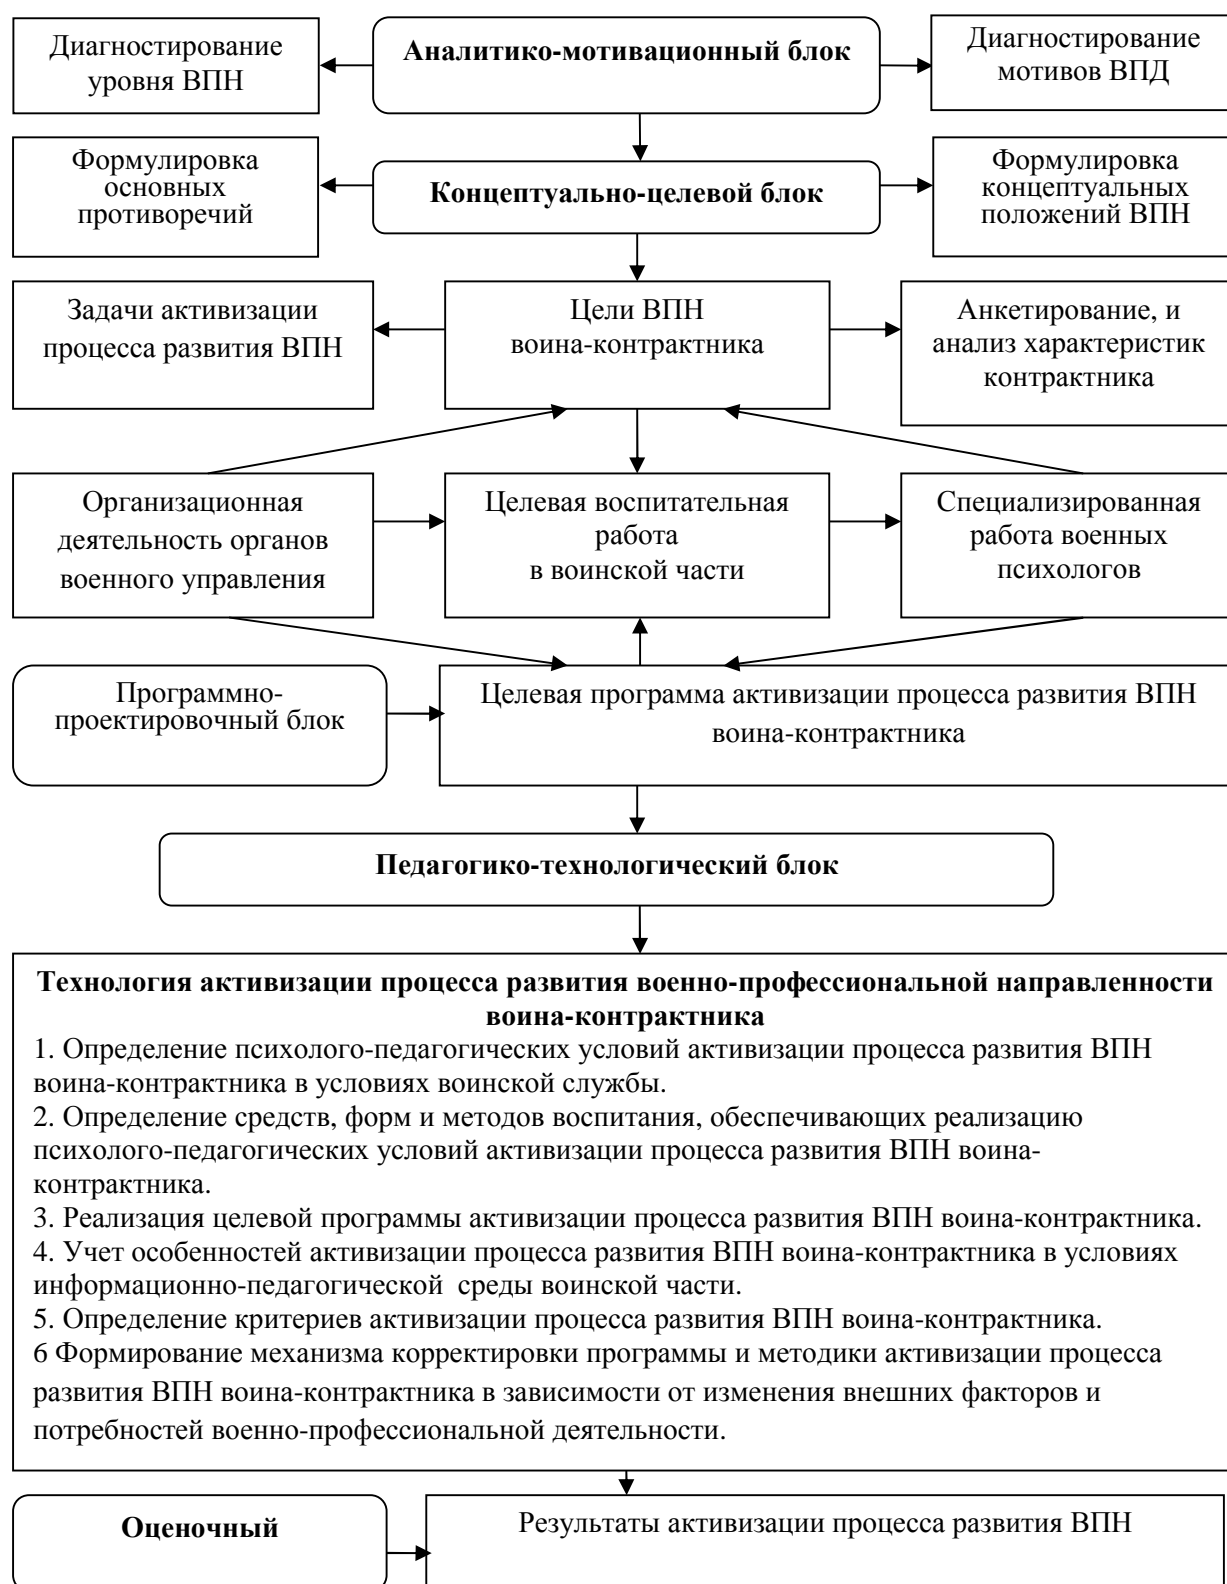 Диагностирование
уровня ВПН
Аналитико-мотивационный блок
Диагностирование
мотивов ВПД
Формулировка
основных
противоречий
Концептуально-целевой блок
Формулировка
концептуальных
положений ВПН
Задачи активизации
процесса развития ВПН
Цели ВПН
воина-контрактника
Анкетирование, и
анализ характеристик
контрактника
Организационная
деятельность органов
военного управления
Целевая воспитательная
работа
в воинской части
Специализированная
работа военных
психологов
Программно-
проектировочный блок
Целевая программа активизации процесса развития ВПН
воина-контрактника
Педагогико-технологический блок
Технология активизации процесса развития военно-профессиональной направленности
воина-контрактника
1. Определение психолого-педагогических условий активизации процесса развития ВПН
воина-контрактника в условиях воинской службы.
2. Определение средств, форм и методов воспитания, обеспечивающих реализацию
психолого-педагогических условий активизации процесса развития ВПН воина-
контрактника.
3. Реализация целевой программы активизации процесса развития ВПН воина-контрактника.
4. Учет особенностей активизации процесса развития ВПН воина-контрактника в условиях
информационно-педагогической среды воинской части.
5. Определение критериев активизации процесса развития ВПН воина-контрактника.
6 Формирование механизма корректировки программы и методики активизации процесса
развития ВПН воина-контрактника в зависимости от изменения внешних факторов и
потребностей военно-профессиональной деятельности.
Оценочный
Результаты активизации процесса развития ВПН